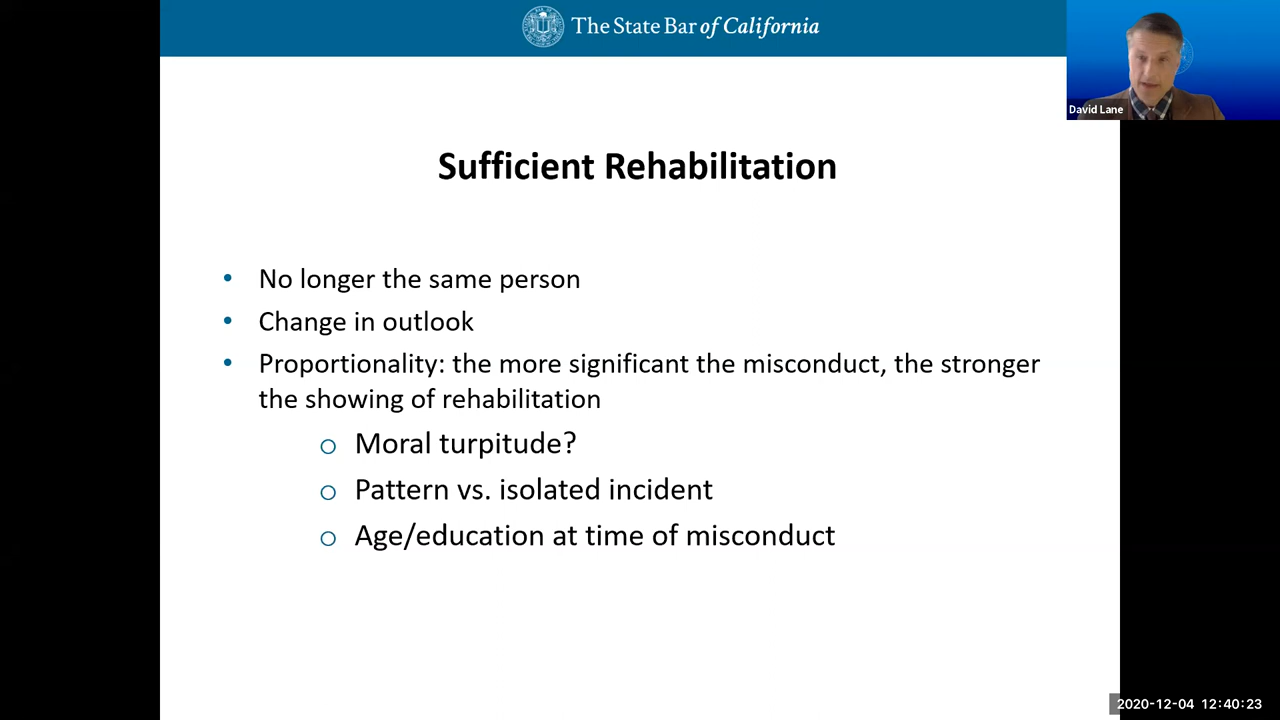 The State Bar of California
David Lane
Sufficient Rehabilitation
• No longer the same person
• Change in outlook
• Proportionality: the more significant the misconduct, the stronger
the showing of rehabilitation
o Moral turpitude?
o Pattern vs. isolated incident
o Age/education at time of misconduct
2020-12-04 12:40:23